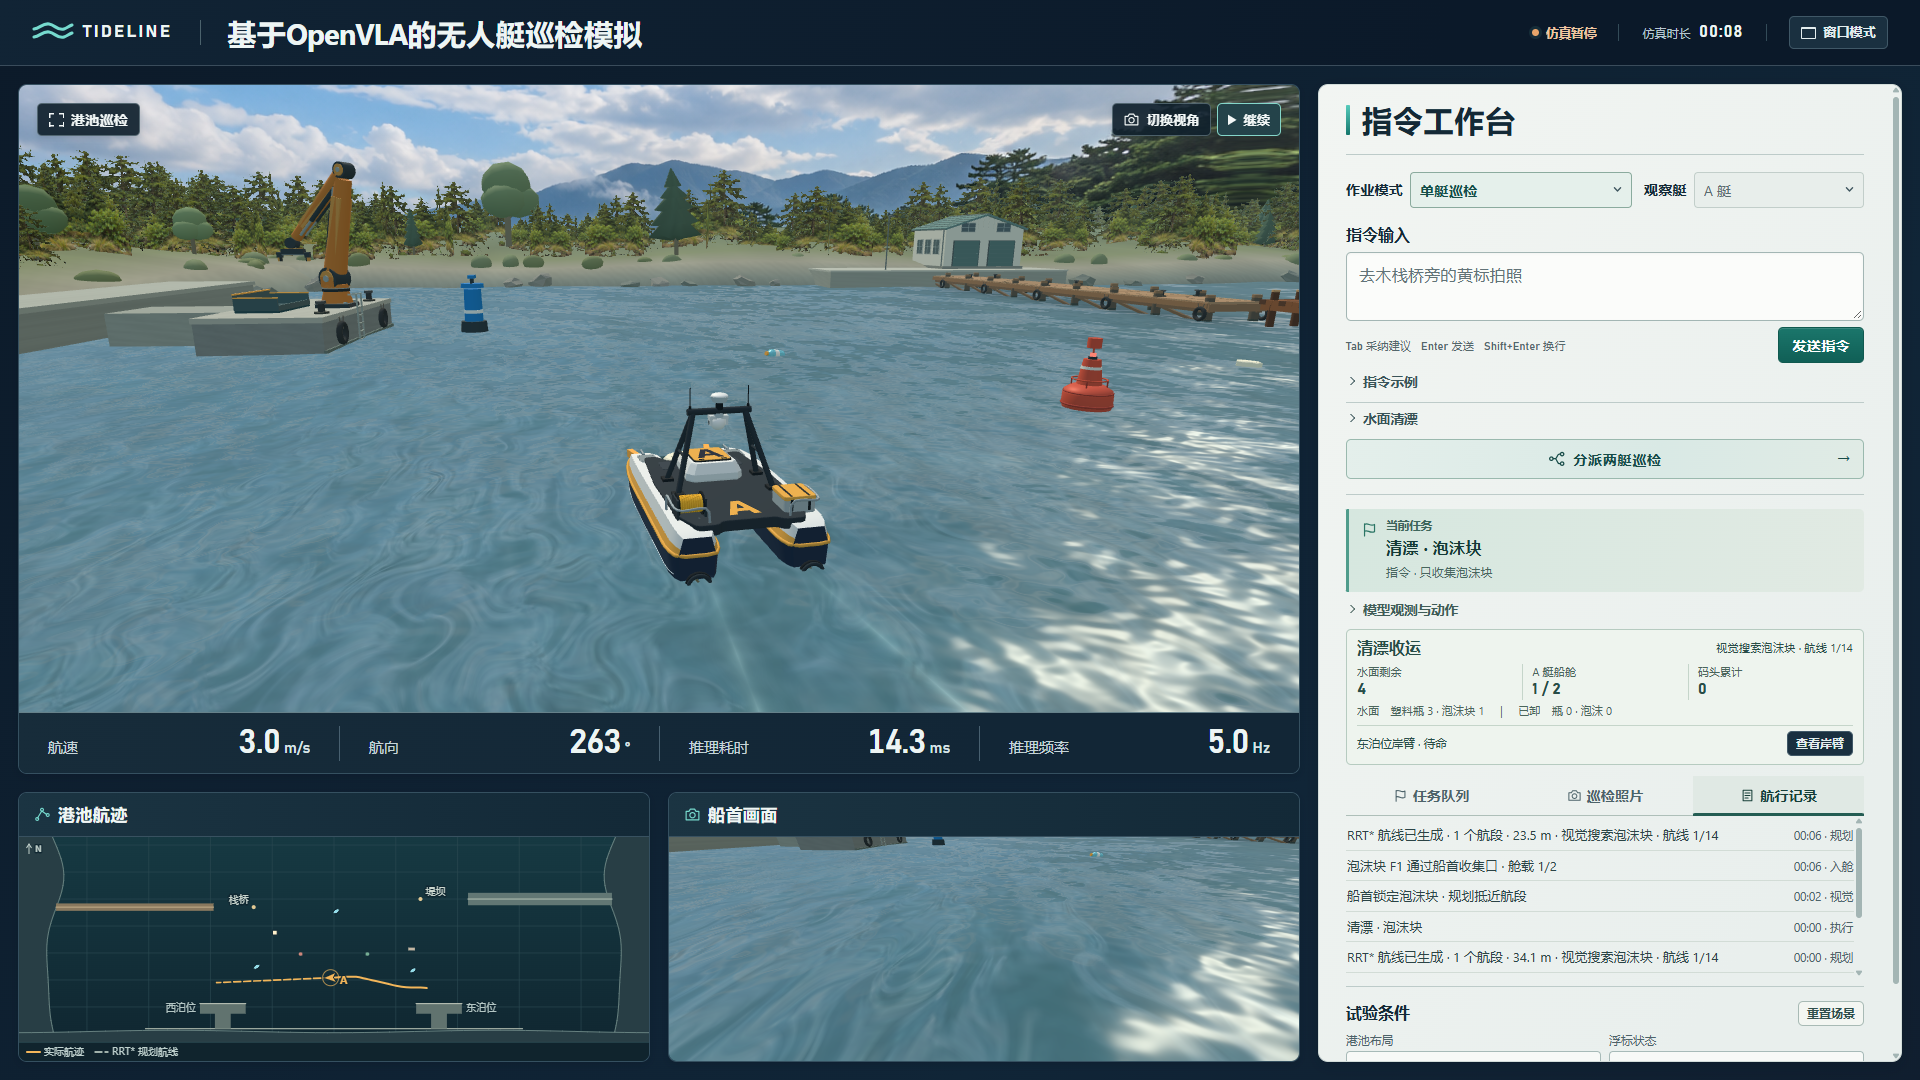 TIDELINE
基于OpenVLA的无人艇巡检模拟
仿真暂停
仿真时长 00:08
窗口模式
港池巡检
切换视角
继续
A
A
航速 3.0 m/s
航向 263°
推理耗时 14.3 ms
推理频率 5.0 Hz
港池航迹
N
栈桥
堤坝
A
西泊位
东泊位
实际航迹
RRT* 规划航线
船首画面
指令工作台
作业模式 单艇巡检
观察艇 A 艇
指令输入
去木栈桥旁的黄标拍照
Tab 采纳建议 Enter 发送 Shift+Enter 换行
发送指令
指令示例
水面清漂
分派两艇巡检 →
当前任务
清漂 · 泡沫块
指令 · 只收集泡沫块
模型观测与动作
清漂收运
视觉搜索泡沫块 · 航线 1/14
水面剩余
4
A 艇船舱
1 / 2
码头累计
0
水面 塑料瓶 3 · 泡沫块 1 | 已卸 瓶 0 · 泡沫 0
东泊位岸臂 · 待命
查看岸臂
任务队列
巡检照片
航行记录
RRT* 航线已生成 · 1 个航段 · 23.5 m · 视觉搜索泡沫块 · 航线 1/14 00:06 · 规划
泡沫块 F1 通过船首收集口 · 舱载 1/2 00:06 · 入舱
船首锁定泡沫块 · 规划抵近航段 00:02 · 视觉
清漂 · 泡沫块 00:00 · 执行
RRT* 航线已生成 · 1 个航段 · 34.1 m · 视觉搜索泡沫块 · 航线 1/14 00:00 · 规划
试验条件
重置场景
港池布局
浮标状态